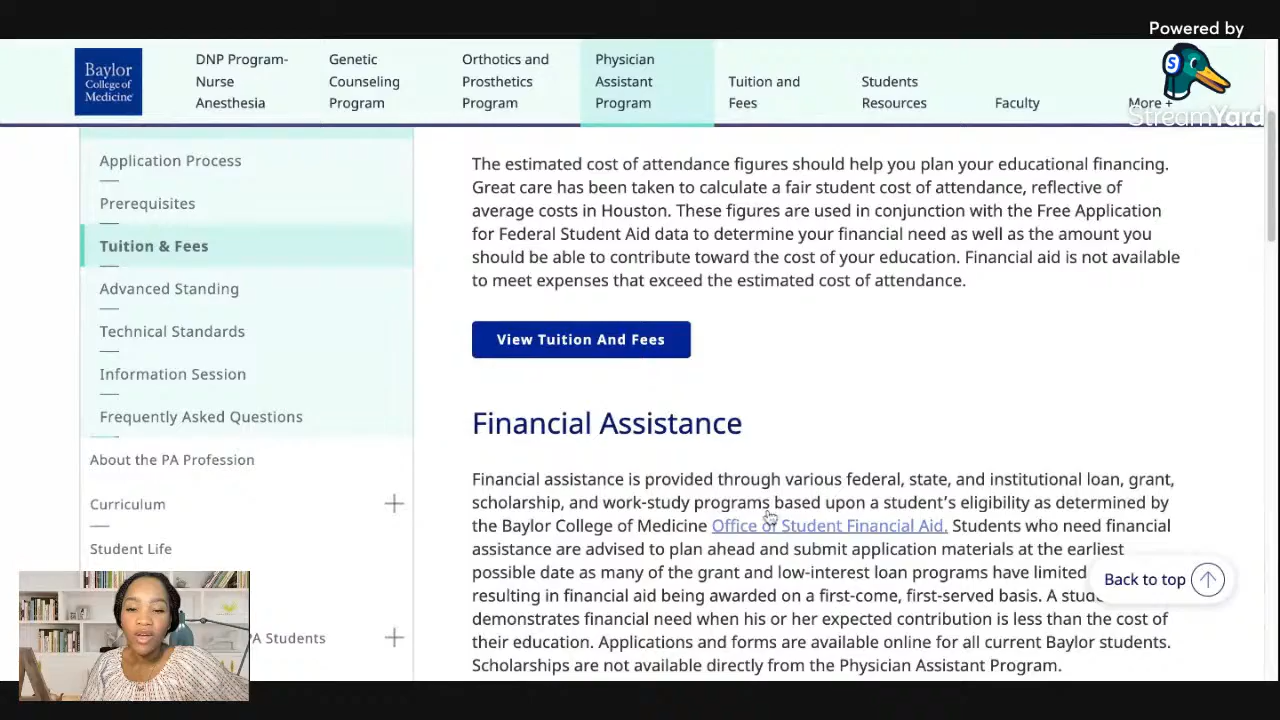 Powered by
StreamYard
Baylor
College of
Medicine
DNP Program-
Nurse
Anesthesia
Genetic
Counseling
Program
Orthotics and
Prosthetics
Program
Physician
Assistant
Program
Tuition and
Fees
Students
Resources
Faculty
More +
Application Process
Prerequisites
Tuition & Fees
Advanced Standing
Technical Standards
Information Session
Frequently Asked Questions
About the PA Profession
Curriculum
Student Life
PA Students
The estimated cost of attendance figures should help you plan your educational financing.
Great care has been taken to calculate a fair student cost of attendance, reflective of
average costs in Houston. These figures are used in conjunction with the Free Application
for Federal Student Aid data to determine your financial need as well as the amount you
should be able to contribute toward the cost of your education. Financial aid is not available
to meet expenses that exceed the estimated cost of attendance.
View Tuition And Fees
Financial Assistance
Financial assistance is provided through various federal, state, and institutional loan, grant,
scholarship, and work-study programs based upon a student's eligibility as determined by
the Baylor College of Medicine Office of Student Financial Aid. Students who need financial
assistance are advised to plan ahead and submit application materials at the earliest
possible date as many of the grant and low-interest loan programs have limited
resulting in financial aid being awarded on a first-come, first-served basis. A
demonstrates financial need when his or her expected contribution is less than the cost of
their education. Applications and forms are available online for all current Baylor students.
Scholarships are not available directly from the Physician Assistant Program.
Back to top